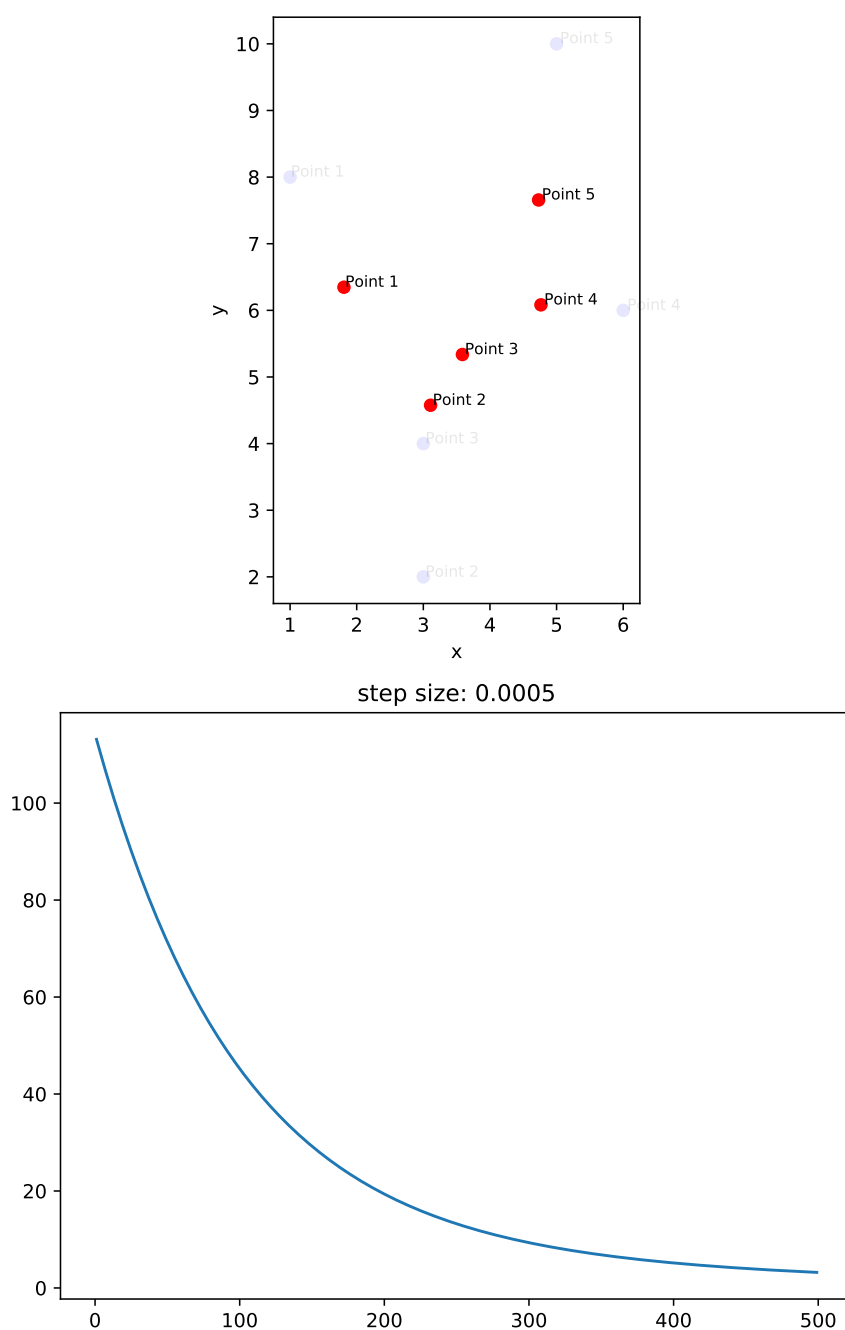 10
Point 5
9
8
Point 1
Point 5
7
Point 1
Point 4
6
Point 4
y
Point 3
5
Point 2
4
Point 3
3
2
Point 2
1 2 3 4 5 6
x
step size: 0.0005
100
80
60
40
20
0
0 100 200 300 400 500